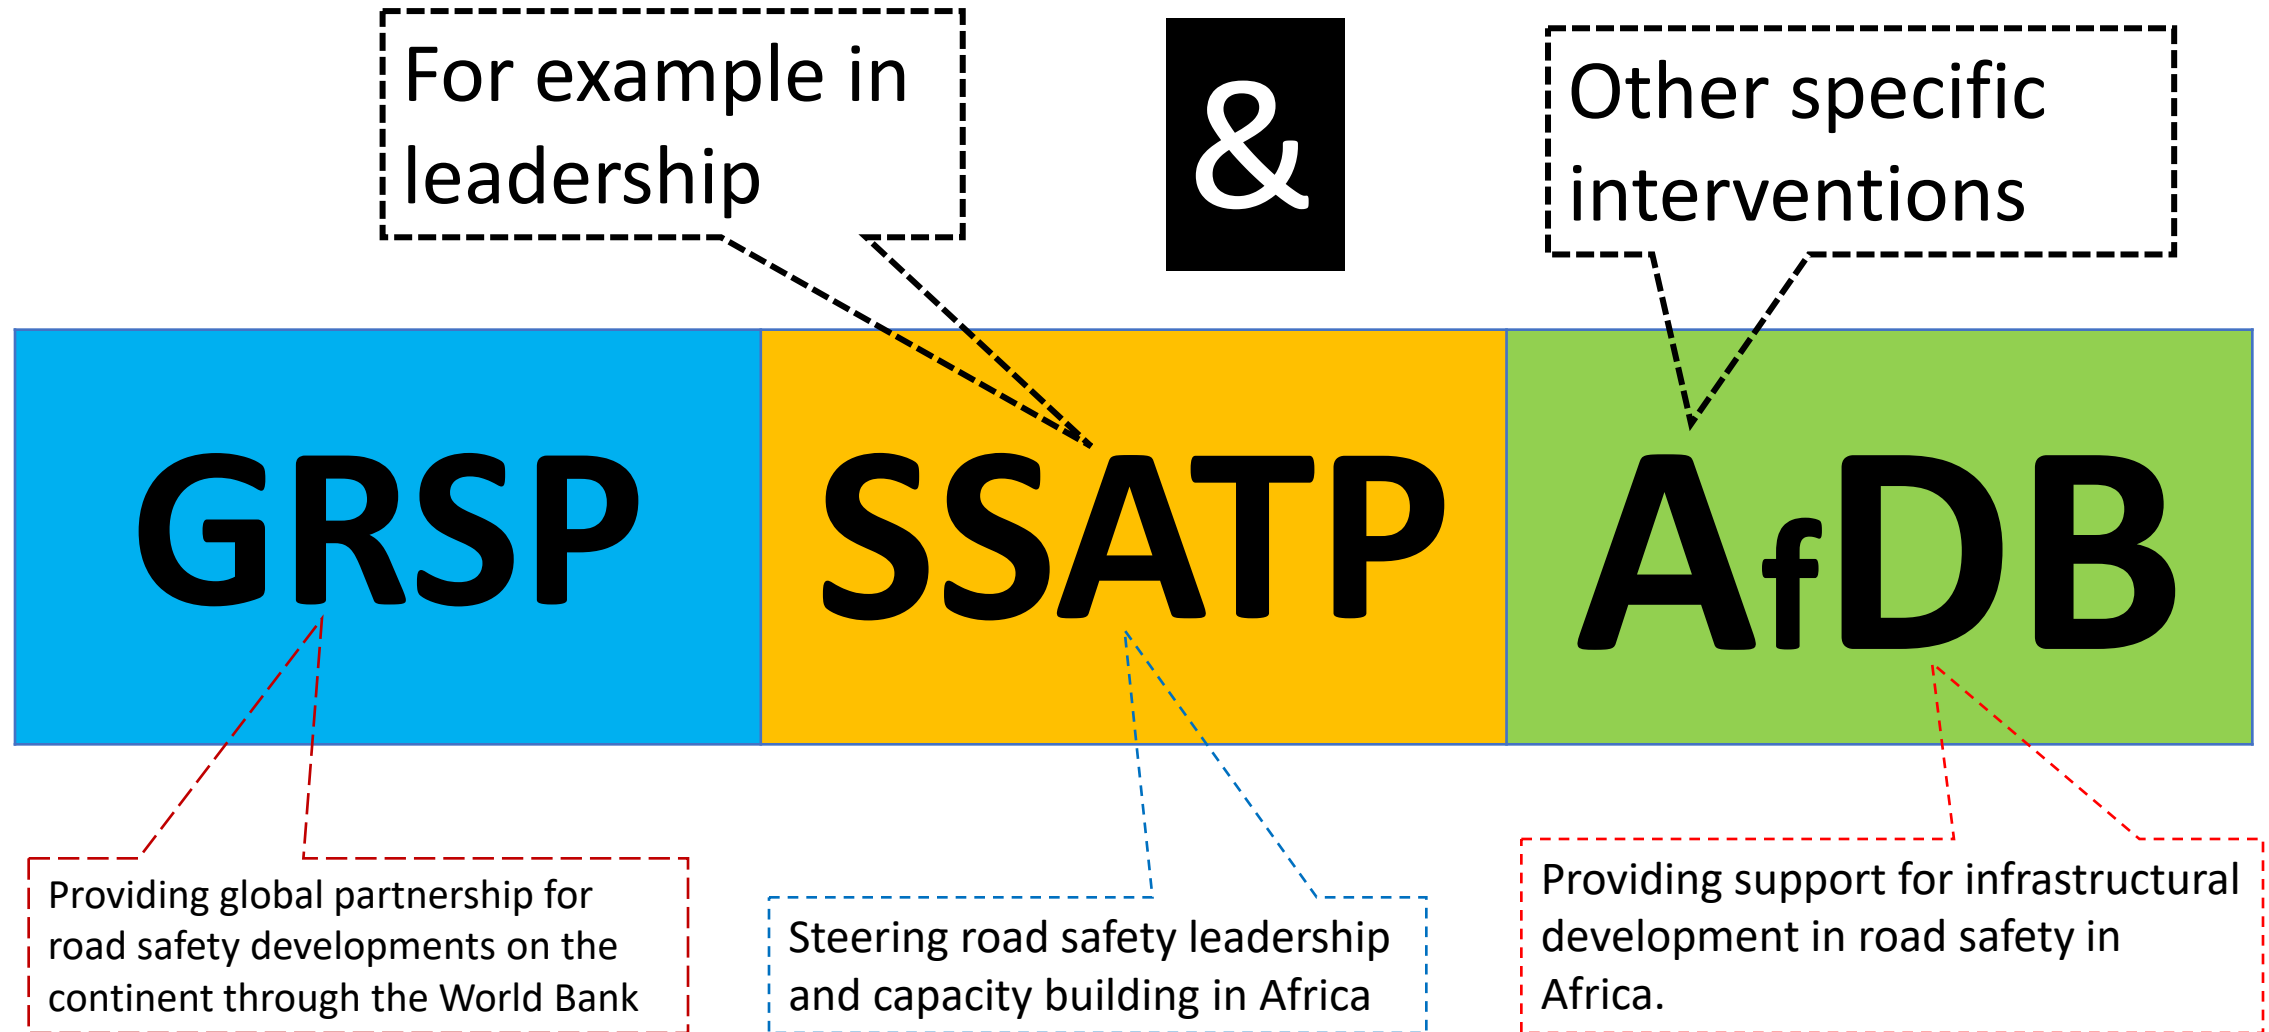 For example in
leadership
&
Other specific
interventions
GRSP
SSATP
AfDB
Providing global partnership for
road safety developments on the
continent through the World Bank
Steering road safety leadership
and capacity building in Africa
Providing support for infrastructural
development in road safety in
Africa.